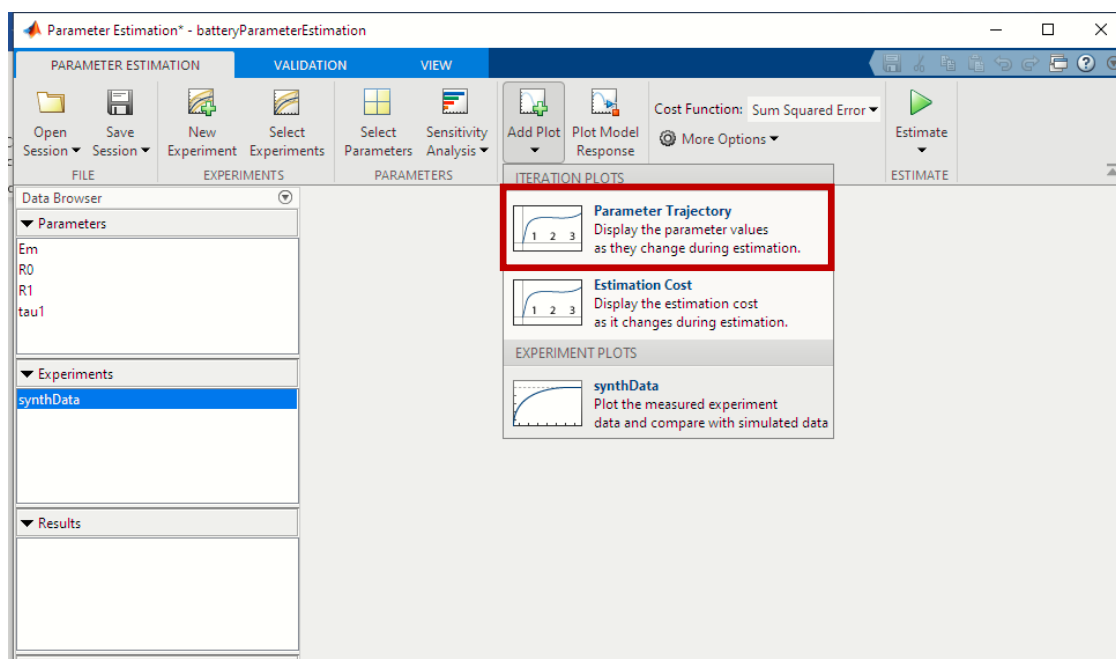 Parameter Estimation* - batteryParameterEstimation
PARAMETER ESTIMATION VALIDATION VIEW
Open Session Save Session New Experiment Select Experiments Select Parameters Sensitivity Analysis Add Plot Plot Model Response Cost Function: Sum Squared Error
More Options
Estimate
FILE EXPERIMENTS PARAMETERS ITERATION PLOTS ESTIMATE
Data Browser
Parameters
Em
R0
R1
tau1
Experiments
synthData
Results
1 2 3
Parameter Trajectory
Display the parameter values
as they change during estimation.
1 2 3
Estimation Cost
Display the estimation cost
as it changes during estimation.
EXPERIMENT PLOTS
synthData
Plot the measured experiment
data and compare with simulated data